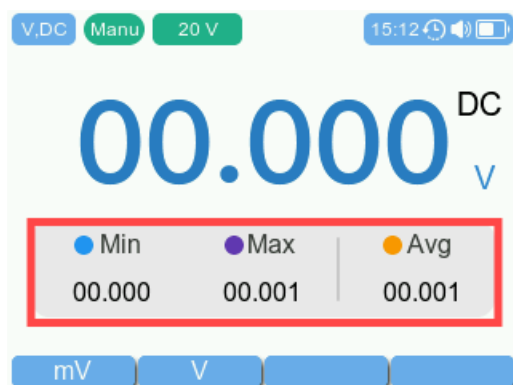 V,DC Manu 20 V 15:12
00.000 DC V
Min Max Avg
00.000 00.001 00.001
mV V